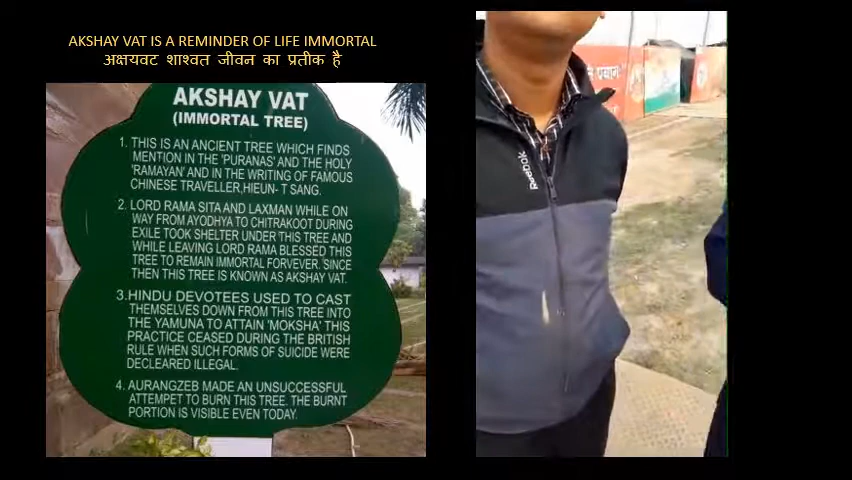 AKSHAY VAT IS A REMINDER OF LIFE IMMORTAL
अक्षयवट शाश्वत जीवन का प्रतीक है
AKSHAY VAT
(IMMORTAL TREE)
1. THIS IS AN ANCIENT TREE WHICH FINDS
MENTION IN THE 'PURANAS' AND THE HOLY
'RAMAYAN' AND IN THE WRITING OF FAMOUS
CHINESE TRAVELLER,HIEUN- T SANG.
2. LORD RAMA SITA AND LAXMAN WHILE ON
WAY FROM AYODHYA TO CHITRAKOOT DURING
EXILE TOOK SHELTER UNDER THIS TREE AND
WHILE LEAVING LORD RAMA BLESSED THIS
TREE TO REMAIN IMMORTAL FORVEVER. SINCE
THEN THIS TREE IS KNOWN AS AKSHAY VAT.
3. HINDU DEVOTEES USED TO CAST
THEMSELVES DOWN FROM THIS TREE INTO
THE YAMUNA TO ATTAIN 'MOKSHA' THIS
PRACTICE CEASED DURING THE BRITISH
RULE WHEN SUCH FORMS OF SUICIDE WERE
DECLEARED ILLEGAL.
4. AURANGZEB MADE AN UNSUCCESSFUL
ATTEMPET TO BURN THIS TREE. THE BURNT
PORTION IS VISIBLE EVEN TODAY.
Reebok